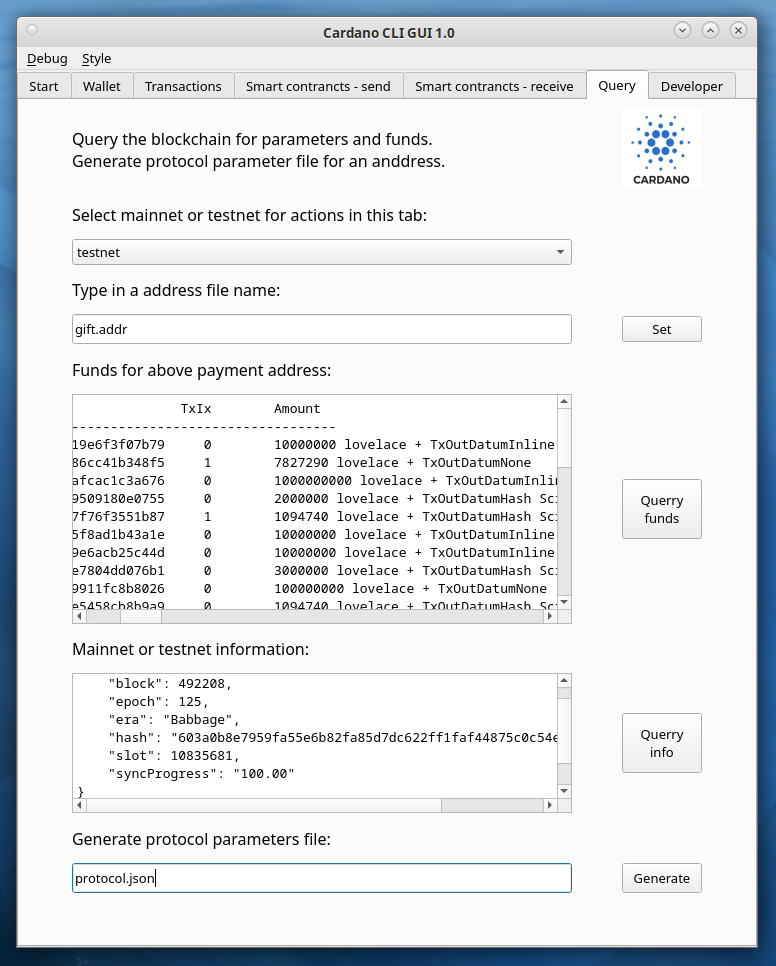 Cardano CLI GUI 1.0
Debug Style
Start Wallet Transactions Smart contrancts - send Smart contrancts - receive Query Developer
Query the blockchain for parameters and funds.
Generate protocol parameter file for an anddress.
CARDANO
Select mainnet or testnet for actions in this tab:
testnet
Type in a address file name:
gift.addr Set
Funds for above payment address:
TxIx Amount
----------------------------------
19e6f3f07b79 0 10000000 lovelace + TxOutDatumInline
86cc41b348f5 1 7827290 lovelace + TxOutDatumNone
afcac1c3a676 0 1000000000 lovelace + TxOutDatumInlin
9509180e0755 0 2000000 lovelace + TxOutDatumHash Sc
7f76f3551b87 1 1094740 lovelace + TxOutDatumHash Sc
5f8ad1b43a1e 0 10000000 lovelace + TxOutDatumInline
9e6acb25c44d 0 10000000 lovelace + TxOutDatumInline
e7804dd076b1 0 3000000 lovelace + TxOutDatumHash Sc
9911fc8b8026 0 100000000 lovelace + TxOutDatumNone
e5458cb8b9a9 0 1094740 lovelace + TxOutDatumHash Sc
Querry
funds
Mainnet or testnet information:
"block": 492208,
"epoch": 125,
"era": "Babbage",
"hash": "603a0b8e7959fa55e6b82fa85d7dc622ff1faf44875c0c54e
"slot": 10835681,
"syncProgress": "100.00"
}
Querry
info
Generate protocol parameters file:
protocol.json Generate